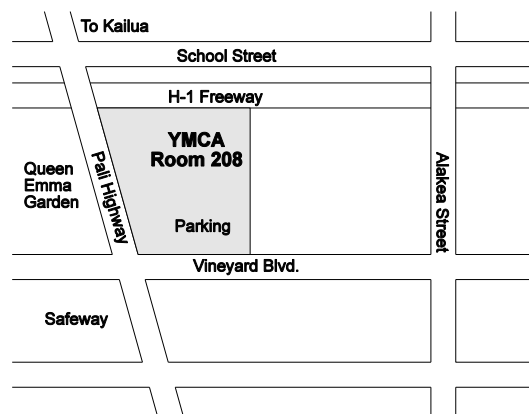 To Kailua
School Street
H-1 Freeway
YMCA
Room 208
Queen
Emma
Garden
Pali Highway
Alakea Street
Parking
Vineyard Blvd.
Safeway